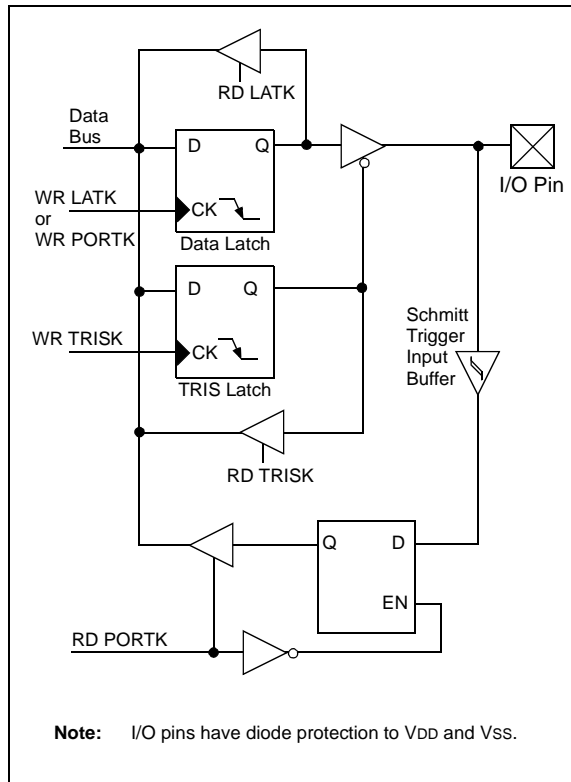 RD LATK
Data
Bus
D Q
I/O Pin
WR LATK
or
WR PORTK
CK
Data Latch
D Q
Schmitt
Trigger
Input
Buffer
WR TRISK
CK
TRIS Latch
RD TRISK
Q D
EN
RD PORTK
Note: I/O pins have diode protection to VDD and VSS.